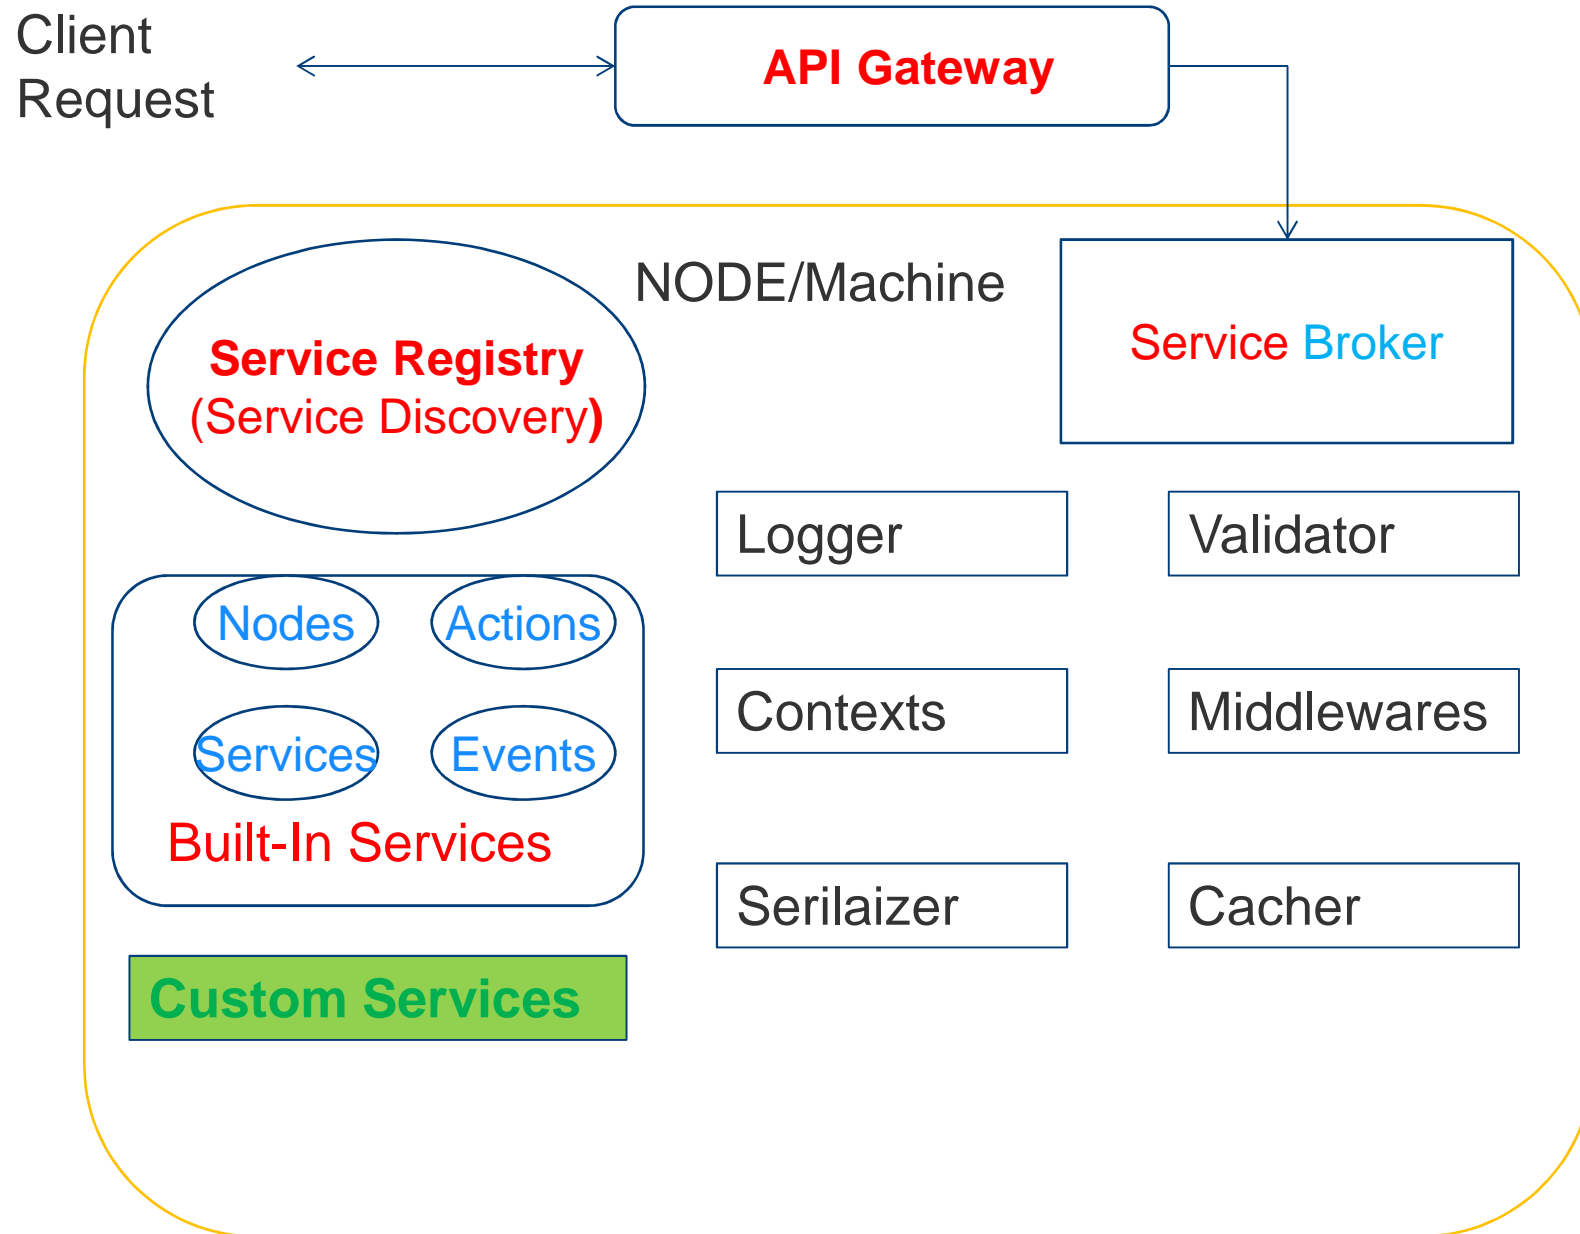 Client
Request
API Gateway
NODE/Machine
Service Registry
(Service Discovery)
Service Broker
Logger
Validator
Nodes
Actions
Contexts
Middlewares
Services
Events
Built-In Services
Serilaizer
Cacher
Custom Services